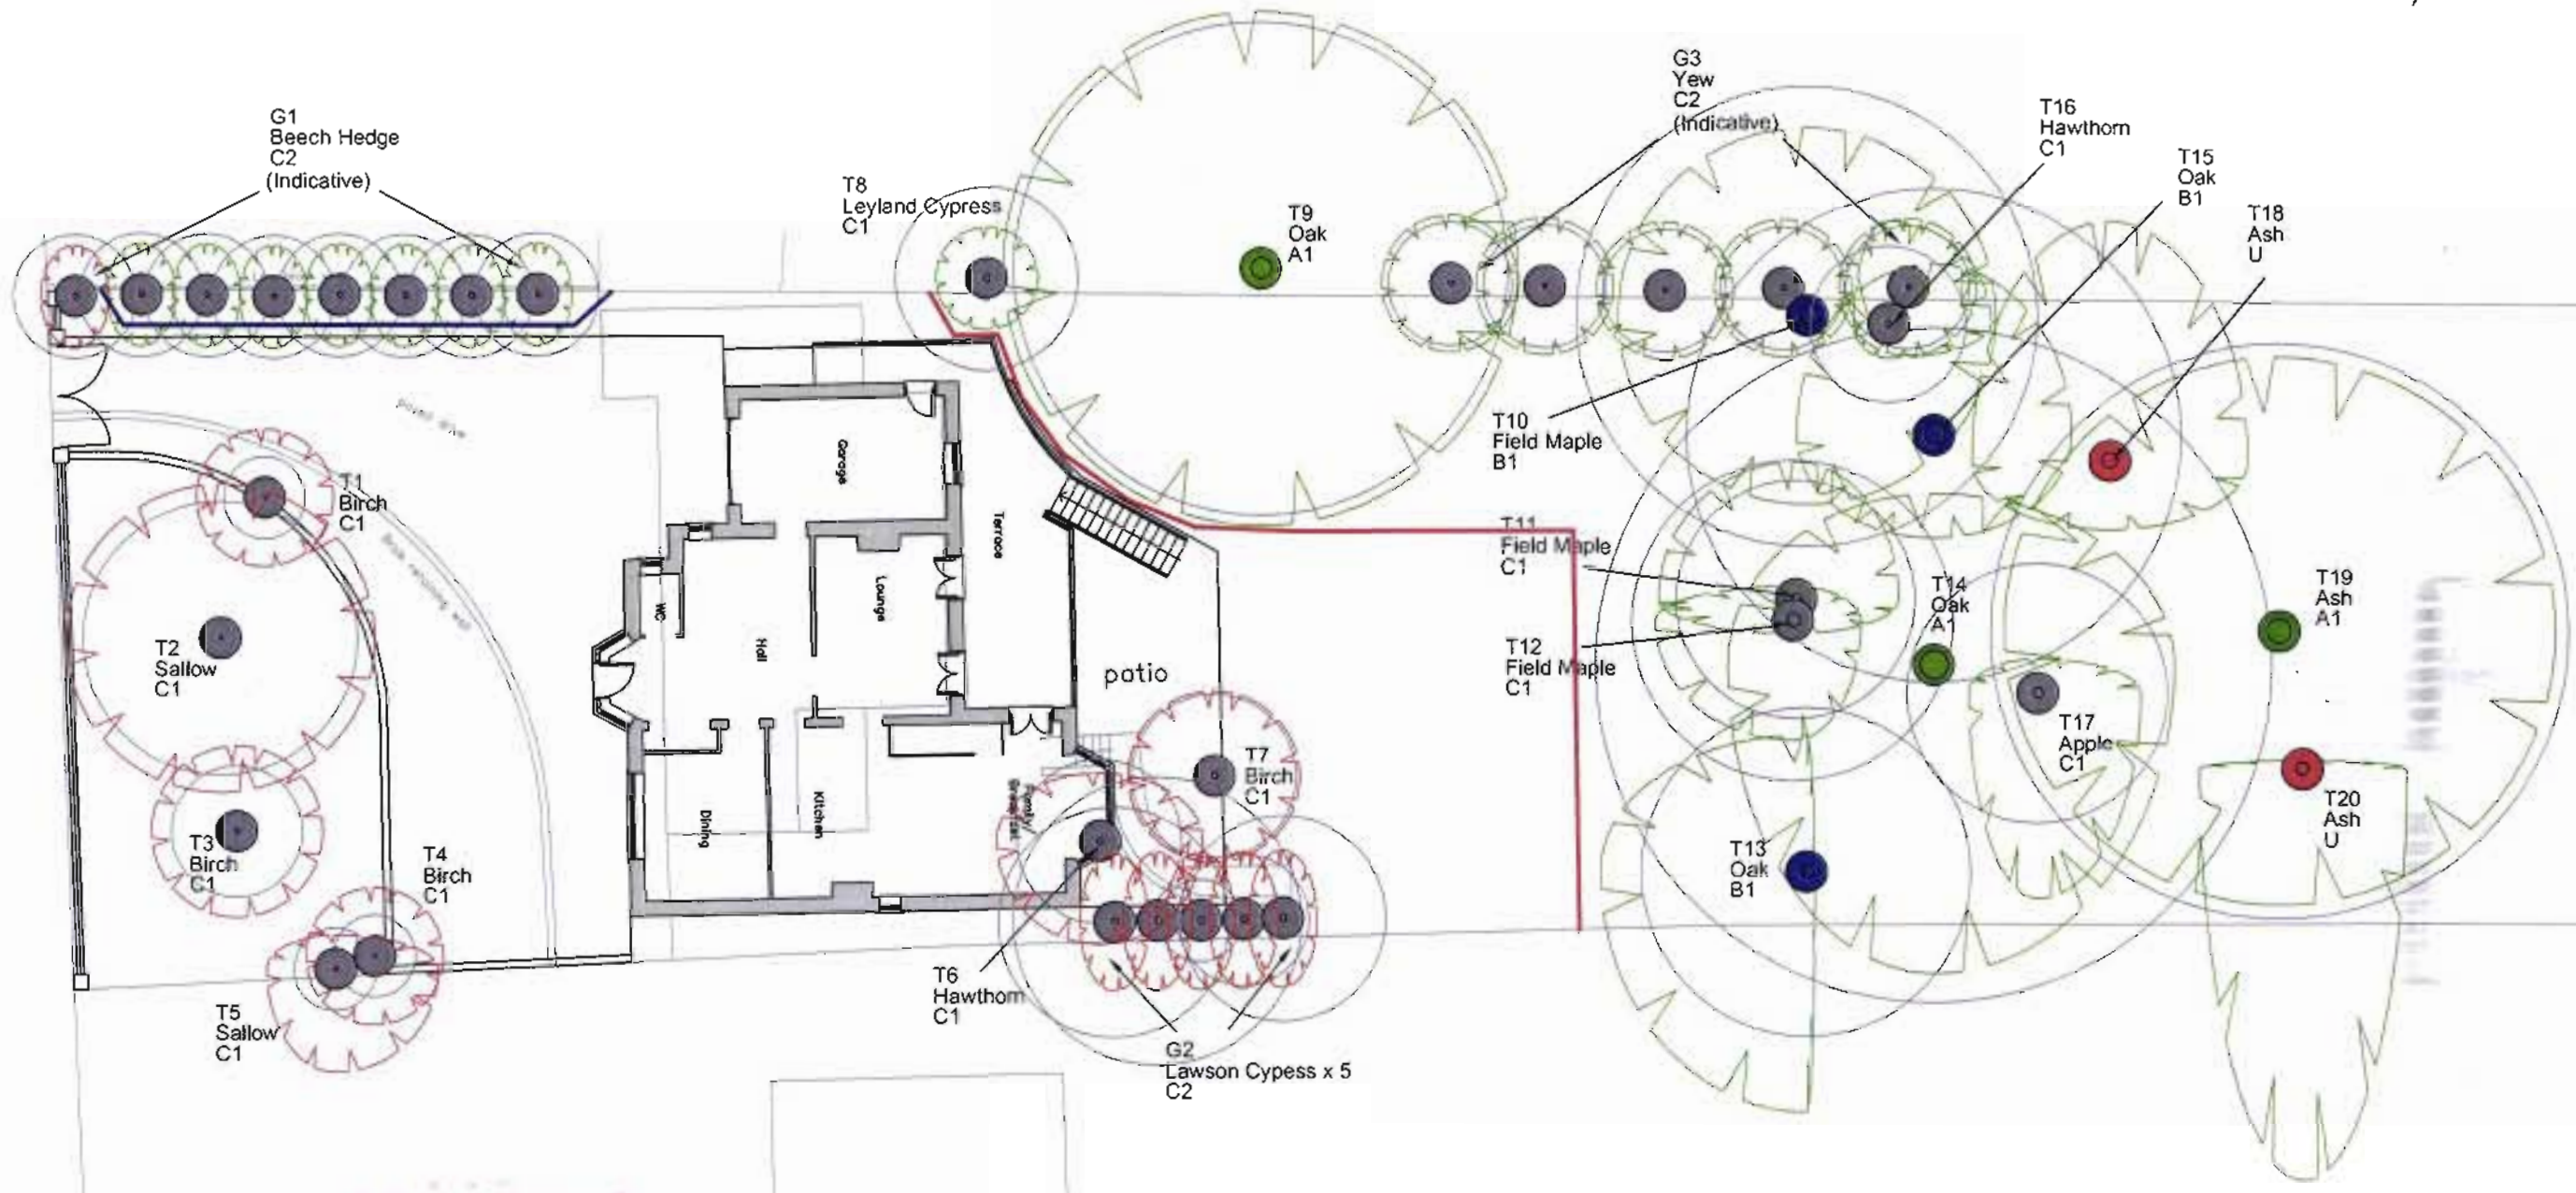 G1
Beech Hedge
C2
(Indicative)
T8
Leyland Cypress
C1
T9
Oak
A1
G3
Yew
C2
(Indicative)
T16
Hawthorn
C1
T15
Oak
B1
T18
Ash
U
T10
Field Maple
B1
T1
Birch
C1
Garage
Terrace
Lounge
WC
Hall
T11
Field Maple
C1
T14
Oak
A1
T19
Ash
A1
T2
Sallow
C1
patio
T12
Field Maple
C1
T17
Apple
C1
T7
Birch
C1
T20
Ash
U
Dining
Kitchen
Family/
T3
Birch
C1
T4
Birch
C1
T13
Oak
B1
T6
Hawthorn
C1
T5
Sallow
C1
G2
Lawson Cypess x 5
C2